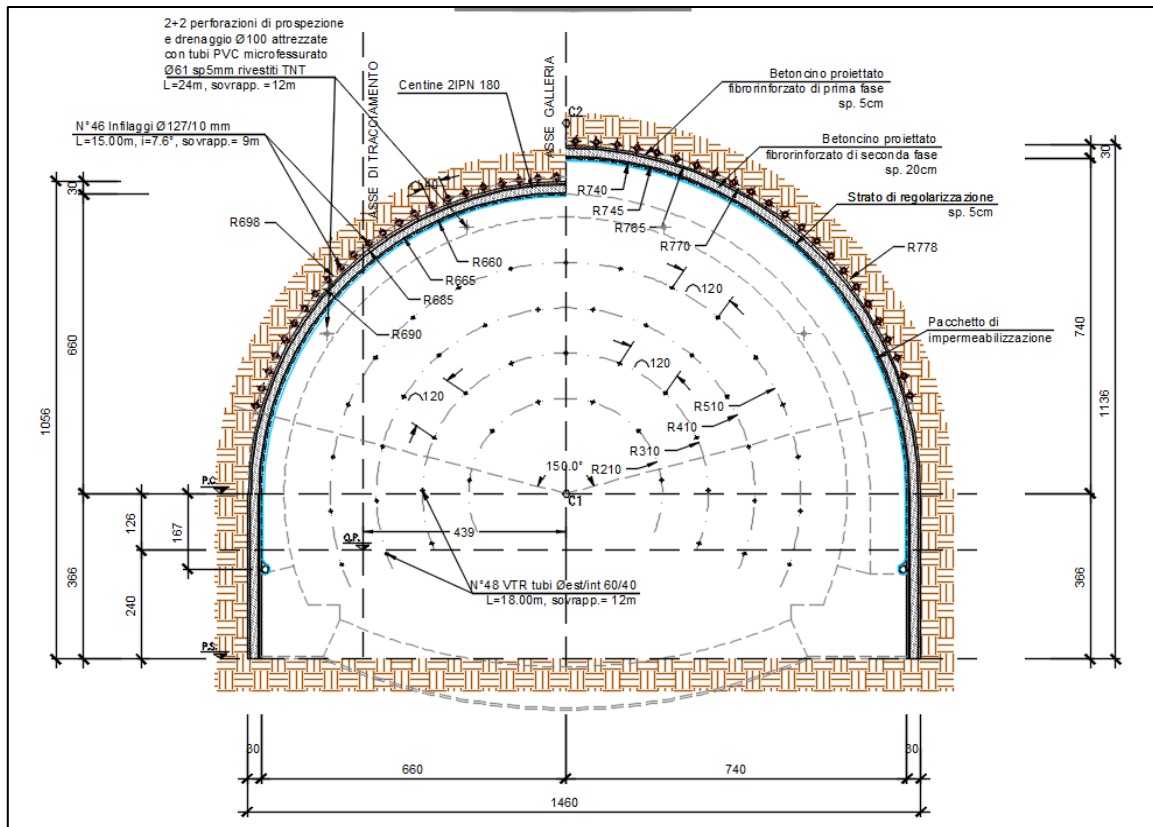 2+2 perforazioni di prospezione
e drenaggio Ø100 attrezzate
con tubi PVC microfessurato
Ø61 sp5mm rivestiti TNT
L=24m, sovrapp. =12m
N°46 Infilaggi Ø127/10 mm
L=15.00m, i=7.6°, sovrapp.= 9m
ASSE DI TRACCIAMENTO
Centine 2IPN 180
ASSE GALLERIA
C2
Betoncino proiettato
fibrorinforzato di prima fase
sp. 5cm
Betoncino proiettato
fibrorinforzato di seconda fase
sp. 20cm
Strato di regolarizzazione
sp. 5cm
Pacchetto di
impermeabilizzazione
R740
R745
R765
R770
R778
R698
R660
R665
R685
R690
120
120
120
R510
R410
R310
R210
150.0°
C1
439
P.C.
P.S.
N°48 VTR tubi Øest/int 60/40
L=18.00m, sovrapp.= 12m
30
660
1056
366
126
167
240
30
740
1136
366
30
660
740
30
1460